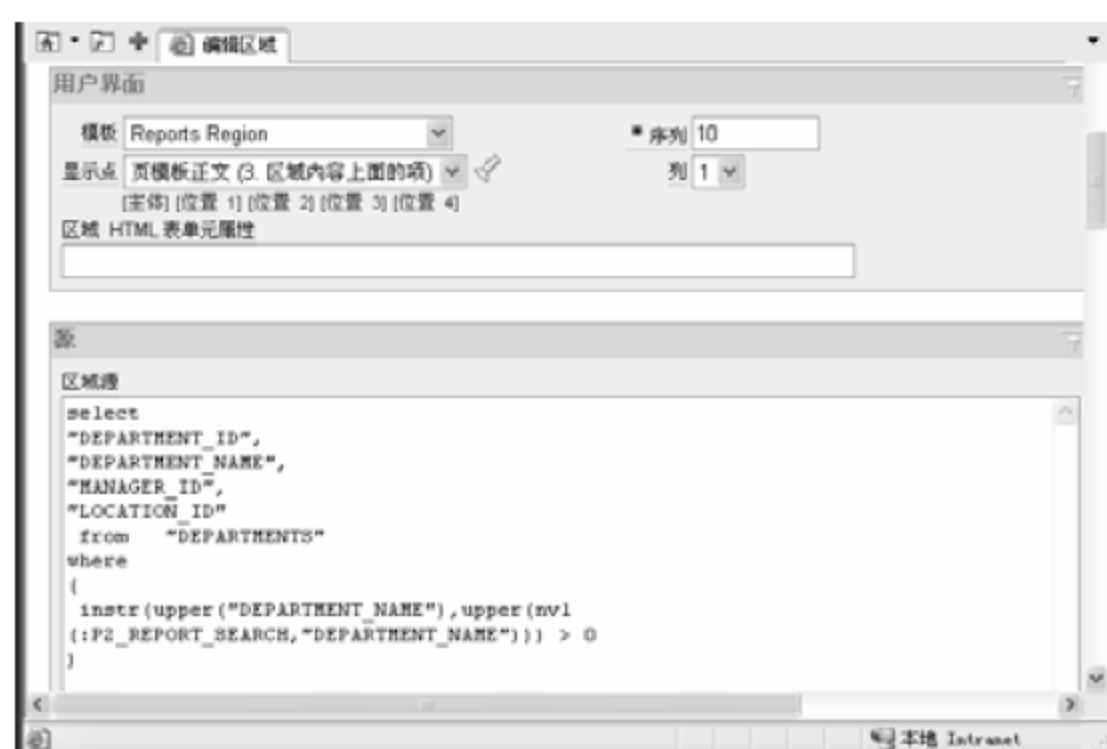 编辑区域
用户界面
模板 Reports Region
* 序列 10
显示点 页模板正文 (3. 区域内容上面的项)
列 1
[主体] [位置 1] [位置 2] [位置 3] [位置 4]
区域 HTML 表单元属性
源
区域源
select
"DEPARTMENT_ID",
"DEPARTMENT_NAME",
"MANAGER_ID",
"LOCATION_ID"
from "DEPARTMENTS"
where
(
instr(upper("DEPARTMENT_NAME"),upper(nvl
(:P2_REPORT_SEARCH,"DEPARTMENT_NAME"))) > 0
)
本地 Intranet